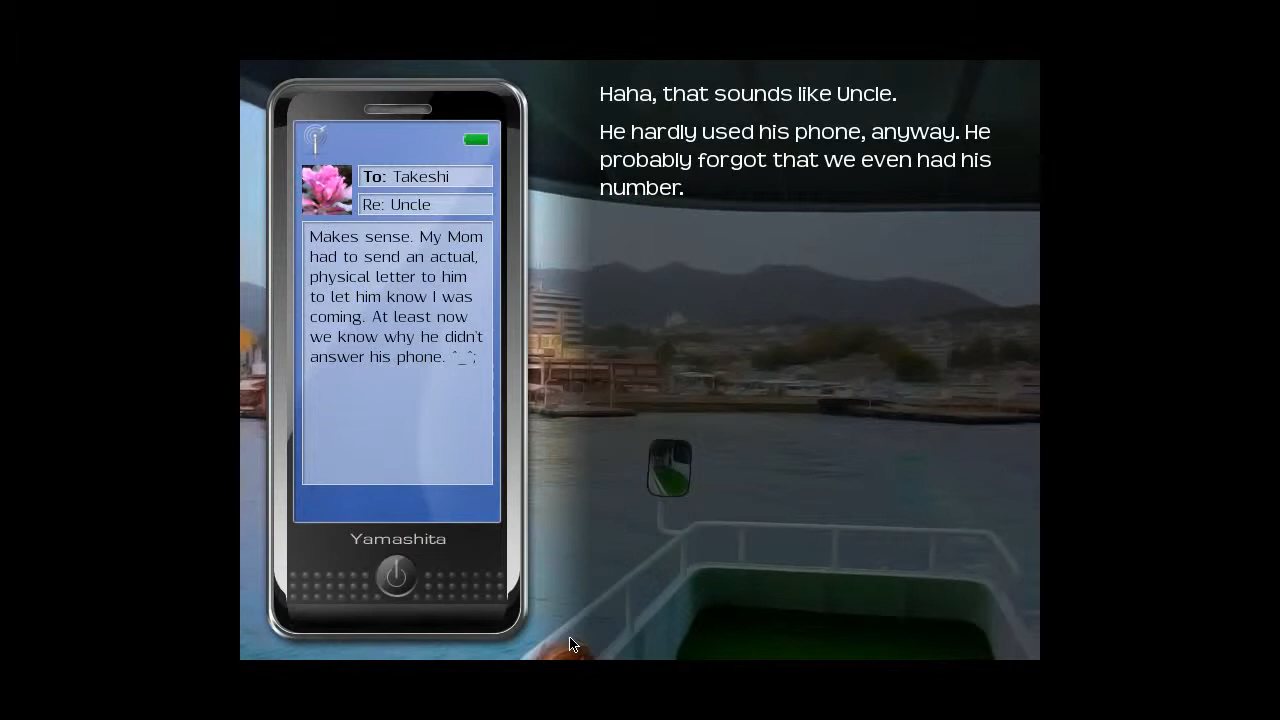 To: Takeshi
Re: Uncle
Makes sense. My Mom
had to send an actual,
physical letter to him
to let him know I was
coming. At least now
we know why he didn't
answer his phone. ^_^;
Yamashita
Haha, that sounds like Uncle.
He hardly used his phone, anyway. He
probably forgot that we even had his
number.